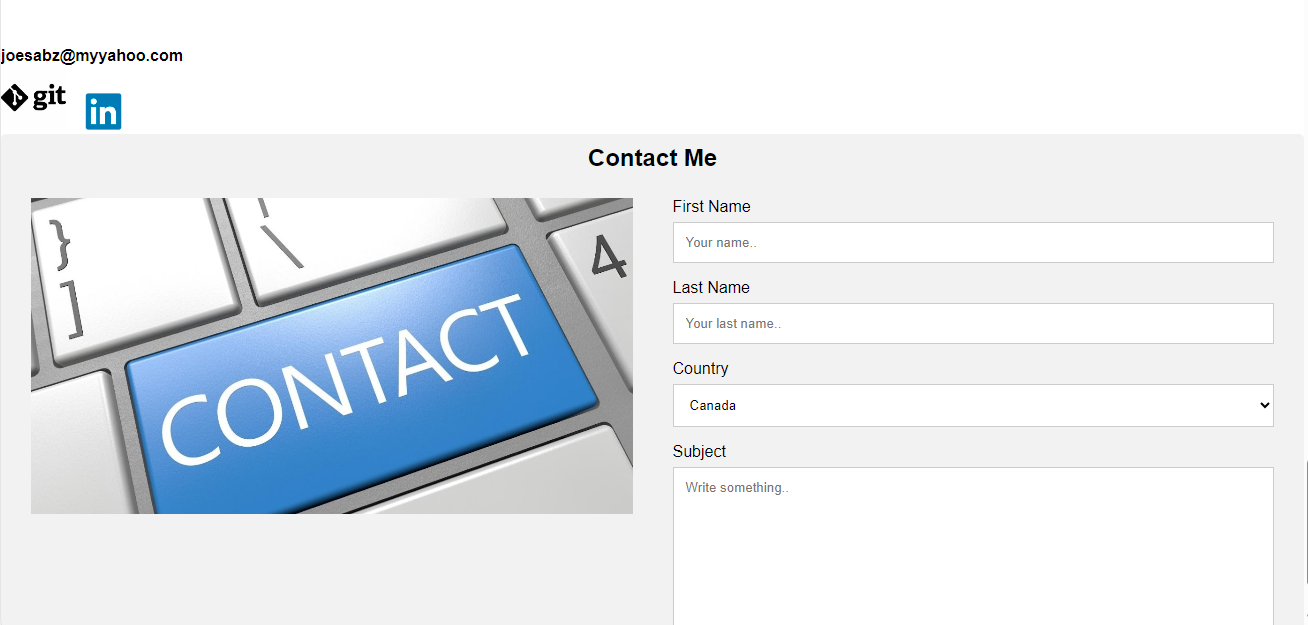 joesabz@myyahoo.com
git
in
Contact Me
}
]
\
4
CONTACT
First Name
Your name..
Last Name
Your last name..
Country
Canada
Subject
Write something..